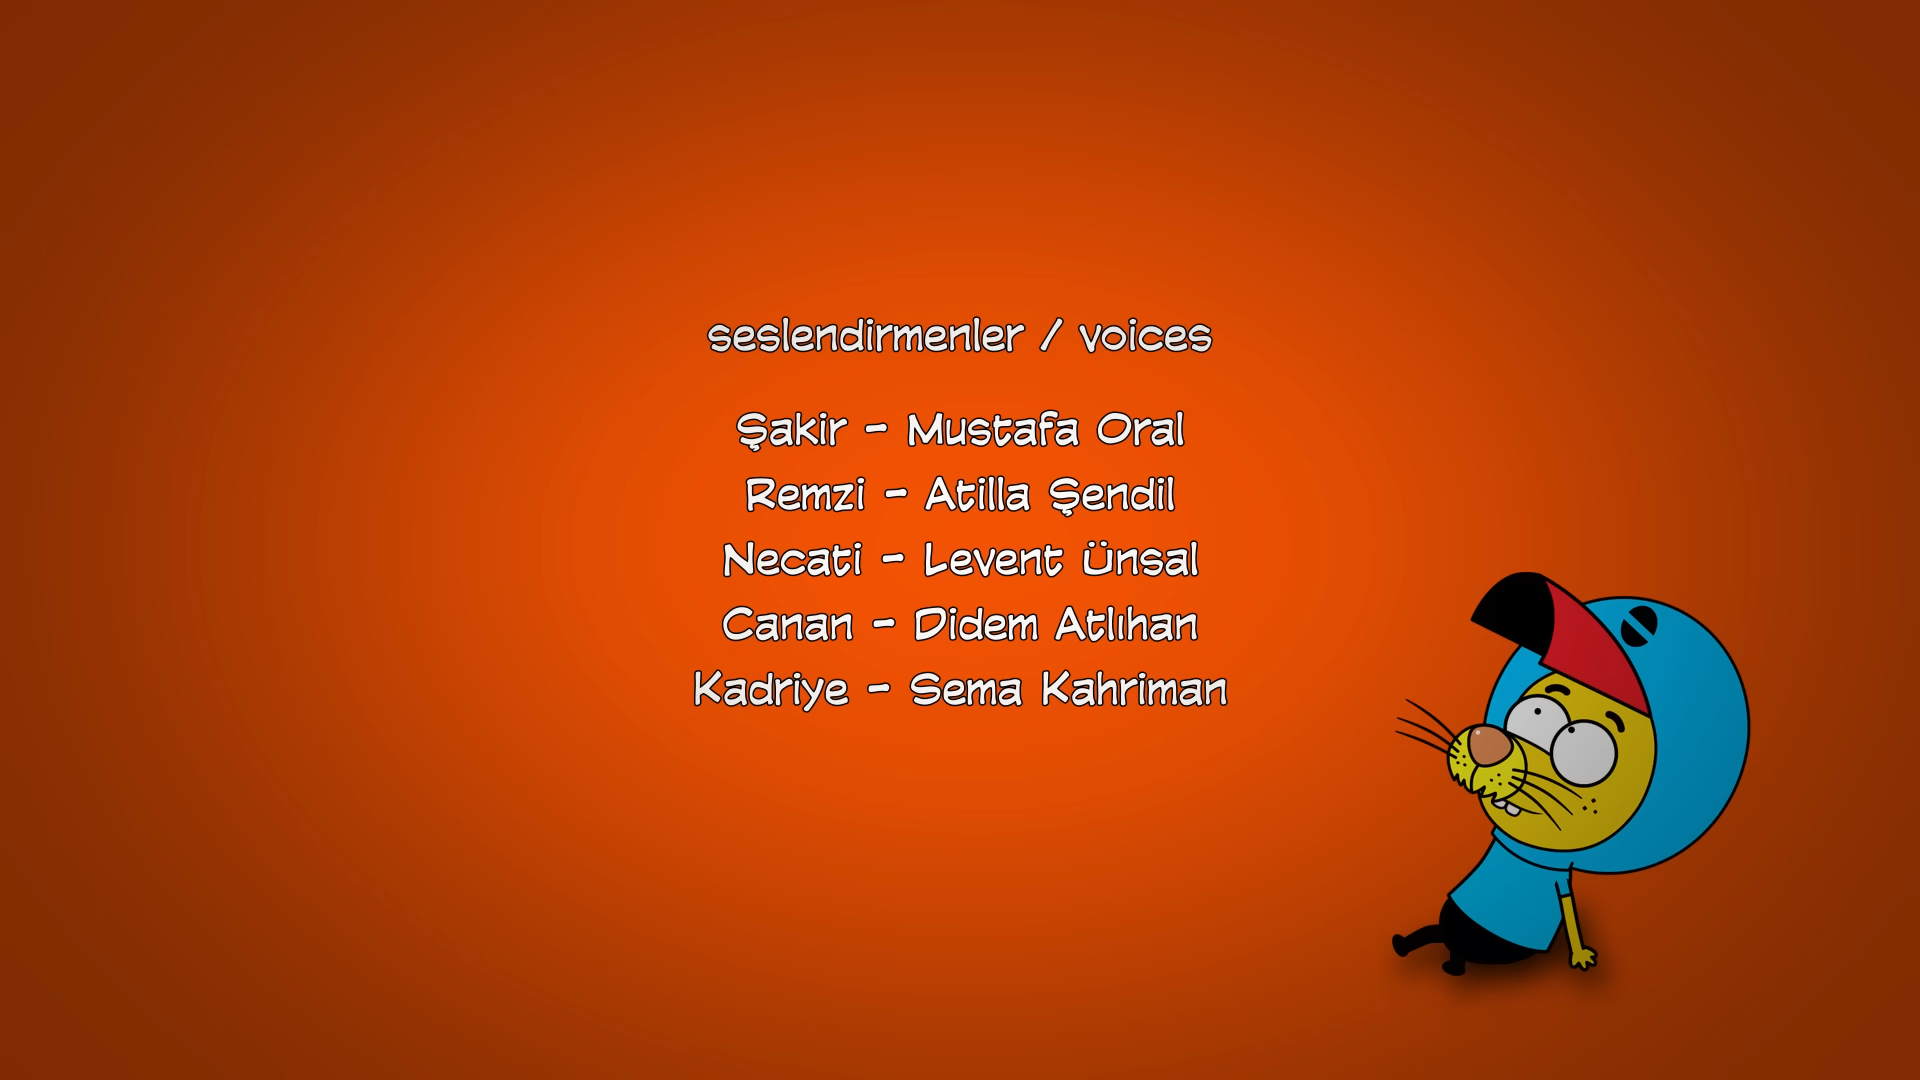 seslendirmenler / voices
Şakir - Mustafa Oral
Remzi - Atilla Şendil
Necati - Levent Ünsal
Canan - Didem Atlıhan
Kadriye - Sema Kahriman